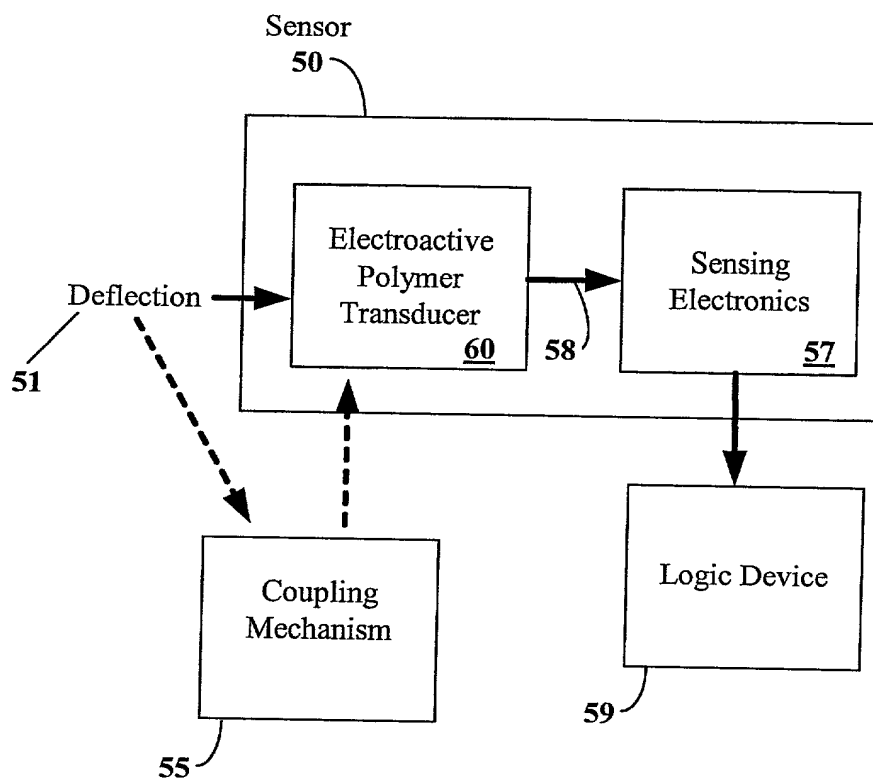 Sensor
50
Electroactive
Polymer
Transducer
60
58
Sensing
Electronics
57
Deflection
51
Coupling
Mechanism
55
Logic Device
59